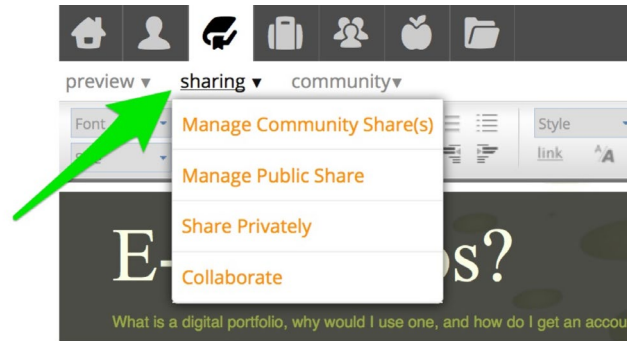 preview ▾ sharing ▾ community ▾
Font
Style
Manage Community Share(s)
link
Manage Public Share
Share Privately
Collaborate
E- s?
What is a digital portfolio, why would I use one, and how do I get an accou